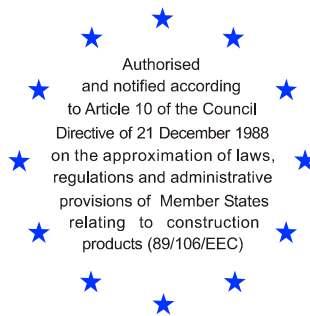 Authorised
and notified according
to Article 10 of the Council
Directive of 21 December 1988
on the approximation of laws,
regulations and administrative
provisions of Member States
relating to construction
products (89/106/EEC)